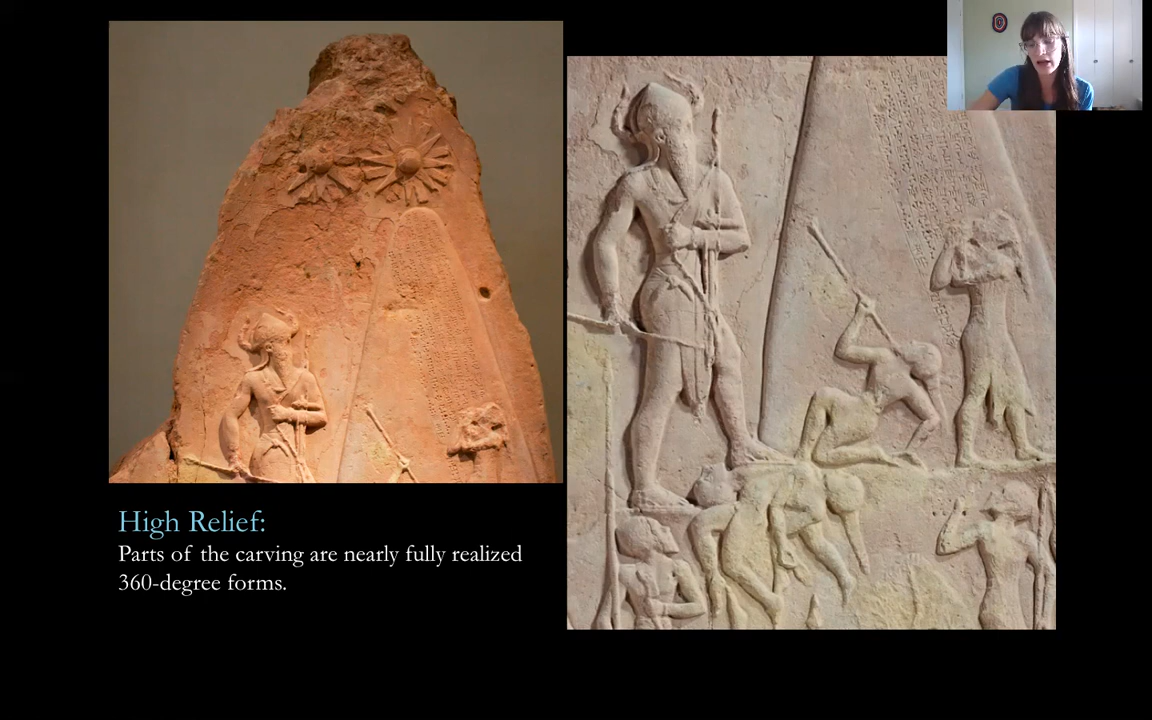 High Relief:
Parts of the carving are nearly fully realized
360-degree forms.